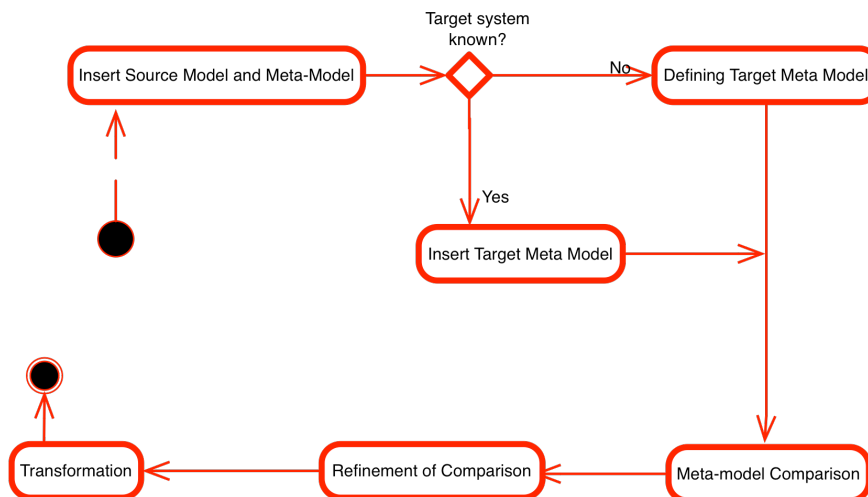 Target system
known?
Insert Source Model and Meta-Model
No
Defining Target Meta Model
Yes
Insert Target Meta Model
Transformation
Refinement of Comparison
Meta-model Comparison